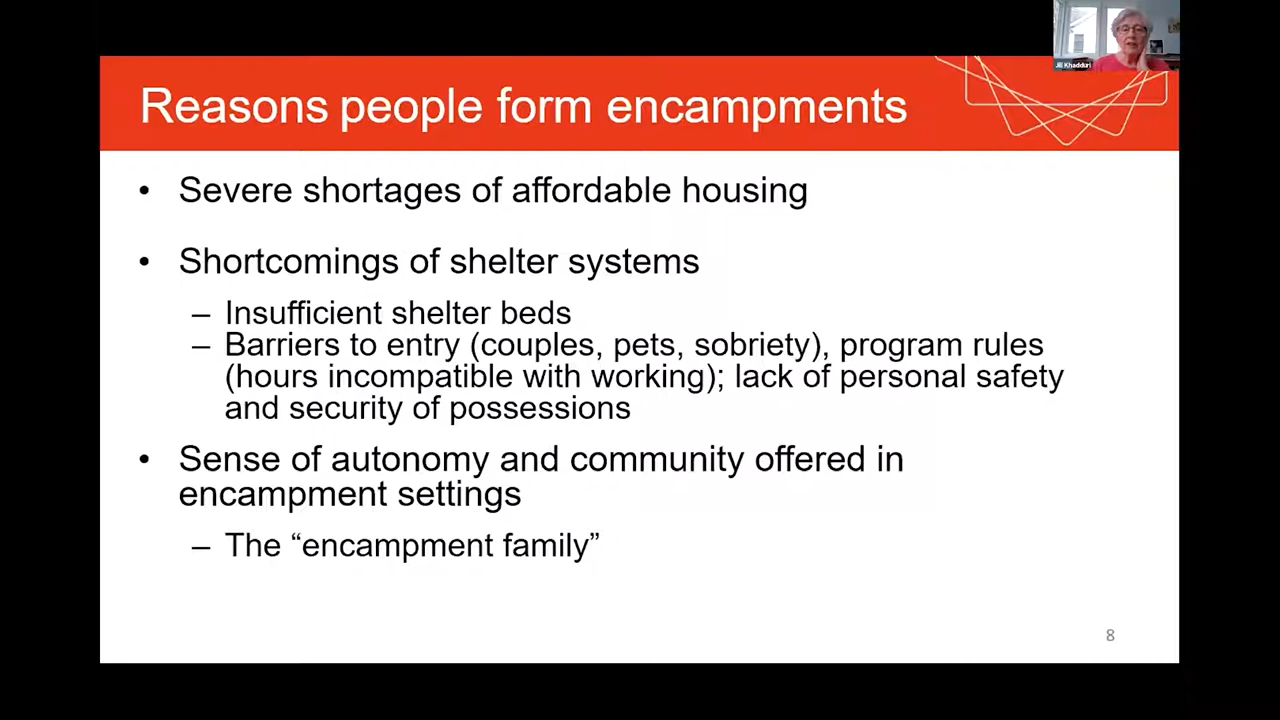 Jill Khadduri
Reasons people form encampments
• Severe shortages of affordable housing
• Shortcomings of shelter systems
– Insufficient shelter beds
– Barriers to entry (couples, pets, sobriety), program rules
(hours incompatible with working); lack of personal safety
and security of possessions
• Sense of autonomy and community offered in
encampment settings
– The “encampment family”
8